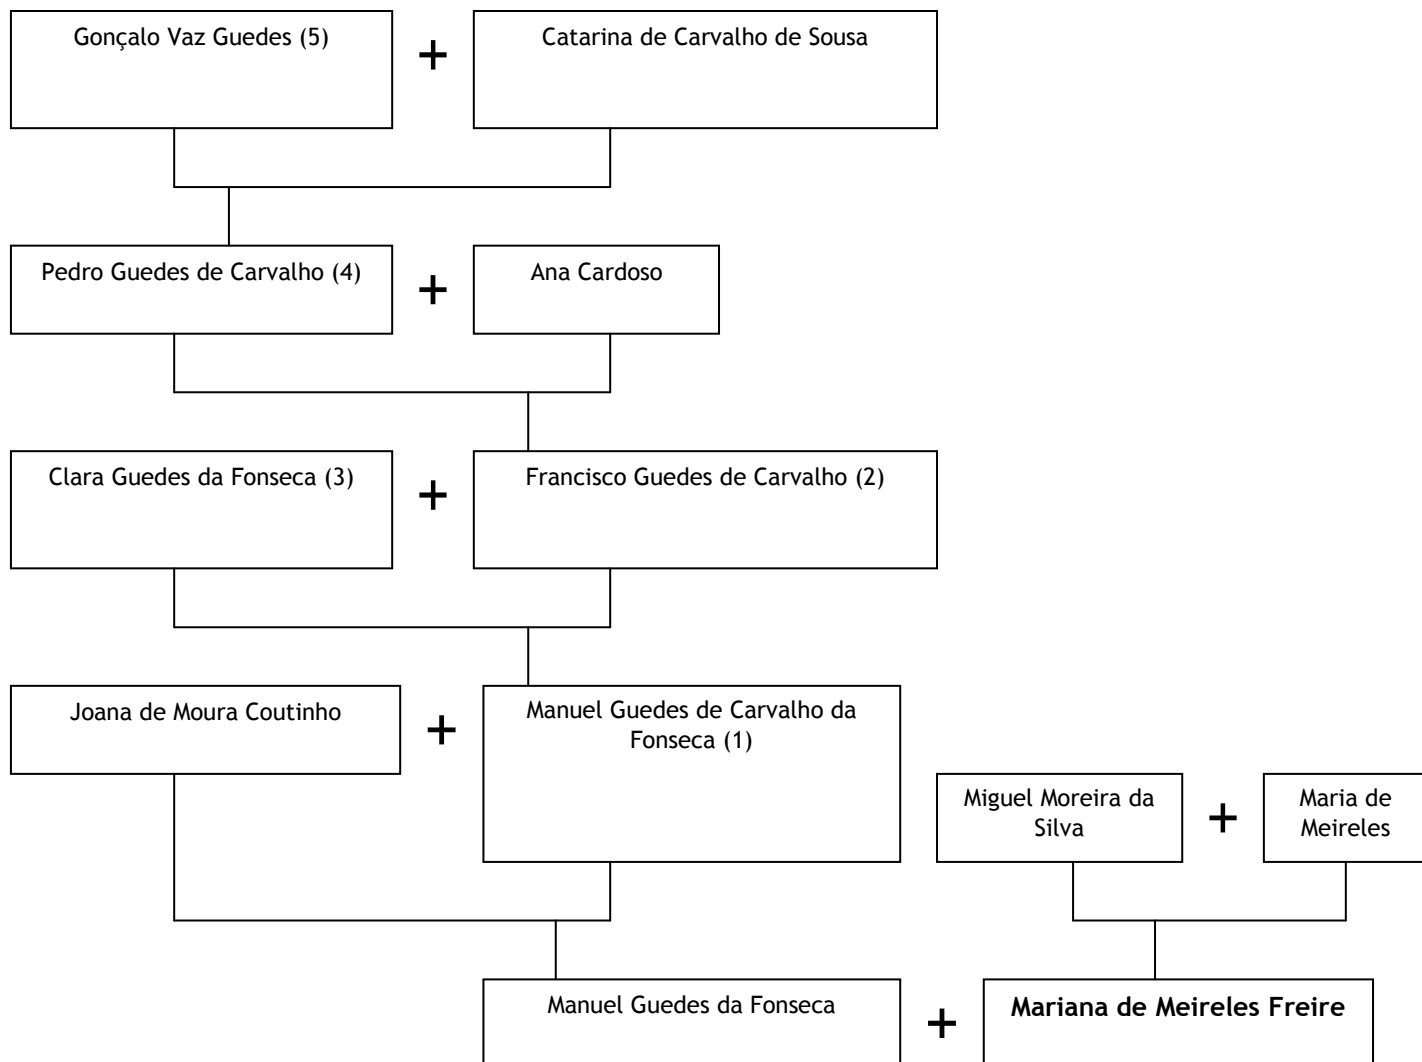 Gonçalo Vaz Guedes (5)
+
Catarina de Carvalho de Sousa
Pedro Guedes de Carvalho (4)
+
Ana Cardoso
Clara Guedes da Fonseca (3)
+
Francisco Guedes de Carvalho (2)
Joana de Moura Coutinho
+
Manuel Guedes de Carvalho da
Fonseca (1)
Miguel Moreira da
Silva
+
Maria de
Meireles
Manuel Guedes da Fonseca
+
Mariana de Meireles Freire